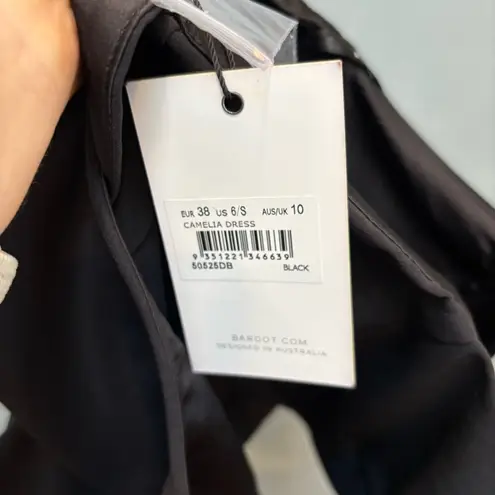 EUR 38 US 6/S AUS/UK 10
CAMELIA DRESS
9 351221 346639
50525DB BLACK
BARDOT.COM
DESIGNED IN AUSTRALIA